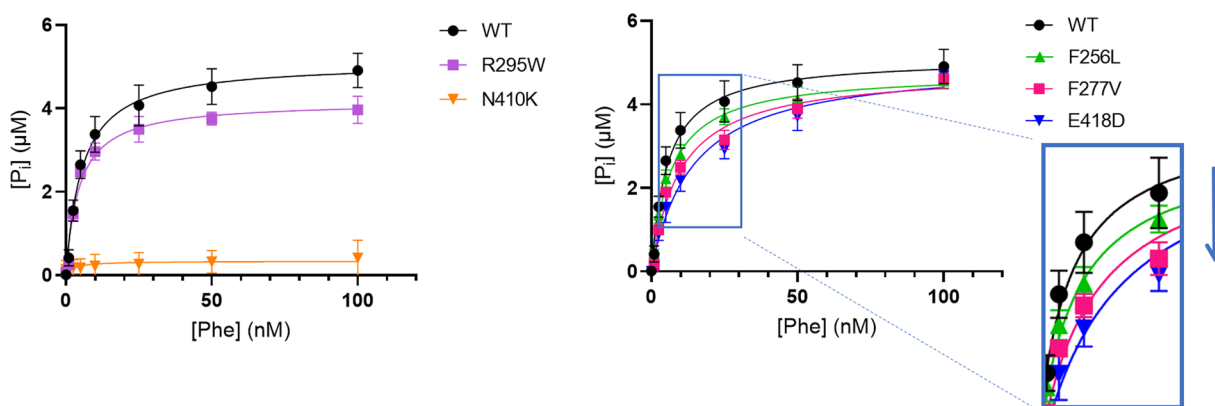 [Pᵢ] (µM)
6
4
2
0
0
50
100
[Phe] (nM)
WT
R295W
N410K
[Pᵢ] (µM)
6
4
2
0
0
50
100
[Phe] (nM)
WT
F256L
F277V
E418D